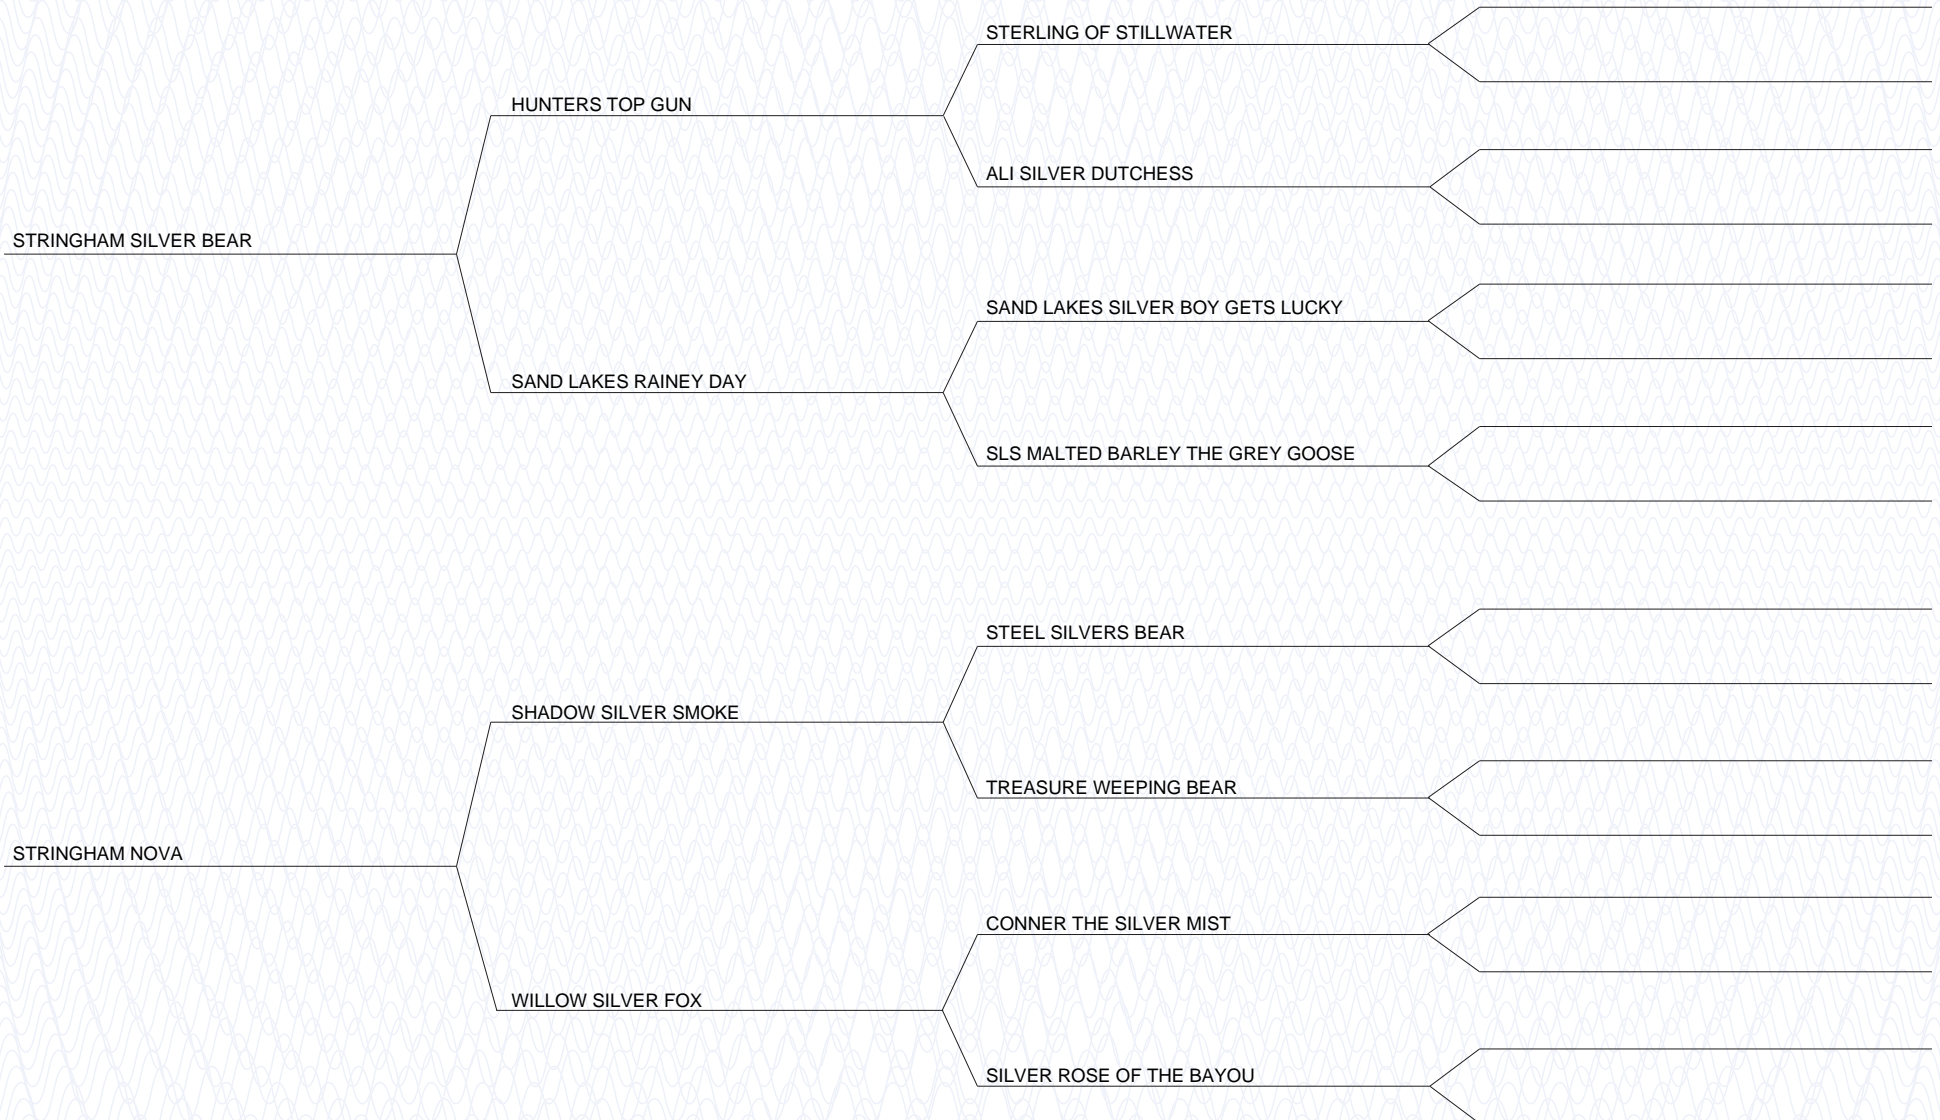 STERLING OF STILLWATER
HUNTERS TOP GUN
ALI SILVER DUTCHESS
STRINGHAM SILVER BEAR
SAND LAKES SILVER BOY GETS LUCKY
SAND LAKES RAINEY DAY
SLS MALTED BARLEY THE GREY GOOSE
STEEL SILVERS BEAR
SHADOW SILVER SMOKE
TREASURE WEEPING BEAR
STRINGHAM NOVA
CONNER THE SILVER MIST
WILLOW SILVER FOX
SILVER ROSE OF THE BAYOU